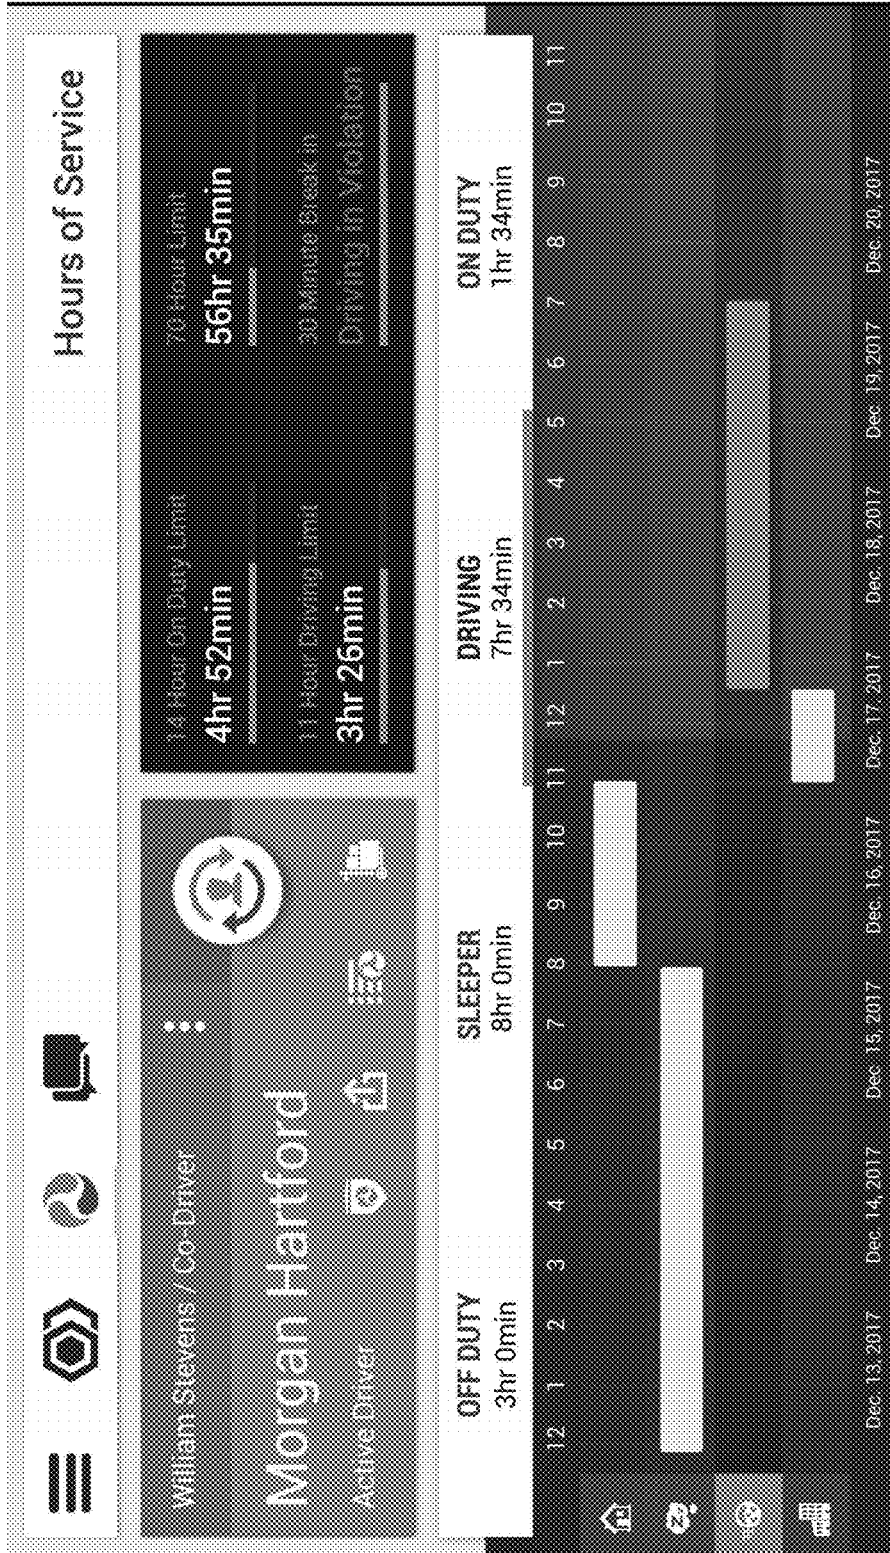 Hours of Service
William Stevens / Co-Driver
Morgan Hartford
Active Driver
14 Hour On Duty Limit
4hr 52min
70 Hour Limit
56hr 35min
11 Hour Driving Limit
3hr 26min
30 Minute Break in
Driving in Violation
OFF DUTY
3hr 0min
SLEEPER
8hr 0min
DRIVING
7hr 34min
ON DUTY
1hr 34min
12 1 2 3 4 5 6 7 8 9 10 11 12 1 2 3 4 5 6 7 8 9 10 11
zz
Dec. 13, 2017 Dec. 14, 2017 Dec. 15, 2017 Dec. 16, 2017 Dec. 17, 2017 Dec. 18, 2017 Dec. 19, 2017 Dec. 20, 2017